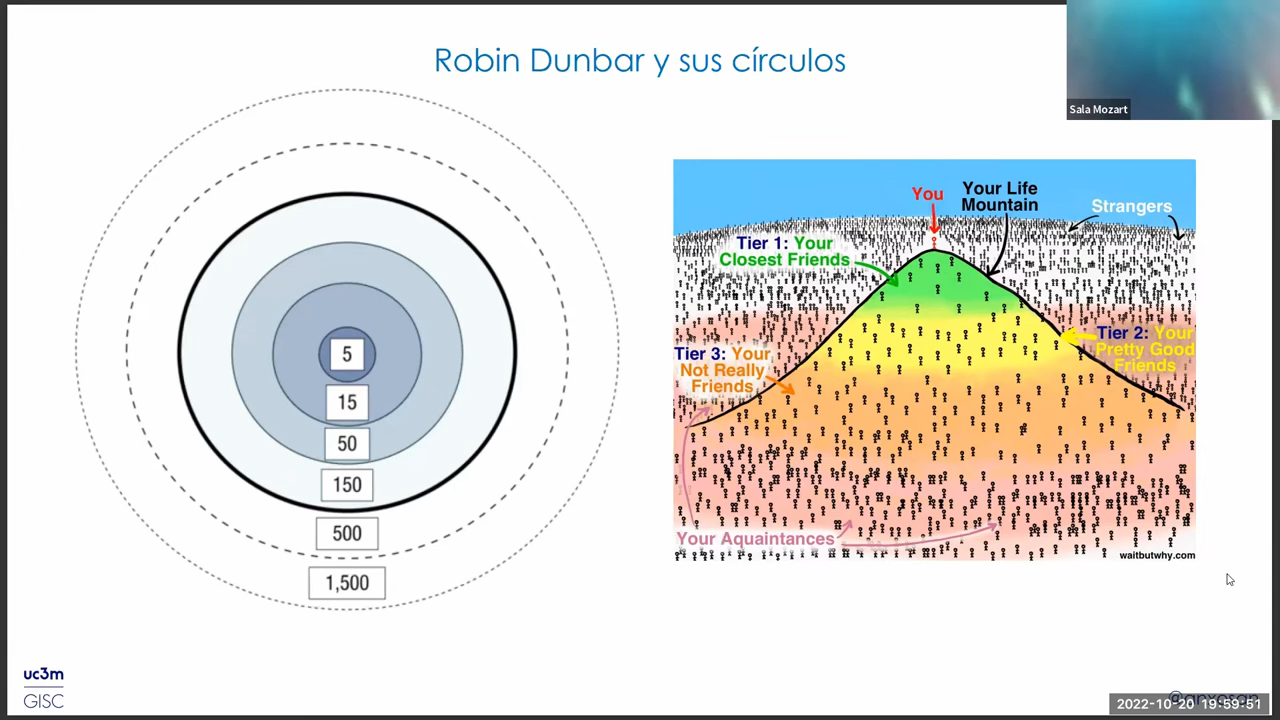 Robin Dunbar y sus círculos
Sala Mozart
5
15
50
150
500
1,500
You
Your Life
Mountain
Strangers
Tier 1: Your
Closest Friends
Tier 2: Your
Pretty Good
Friends
Tier 3: Your
Not Really
Friends
Your Aquaintances
waitbutwhy.com
uc3m
GISC
2022-10-20 19:59:51